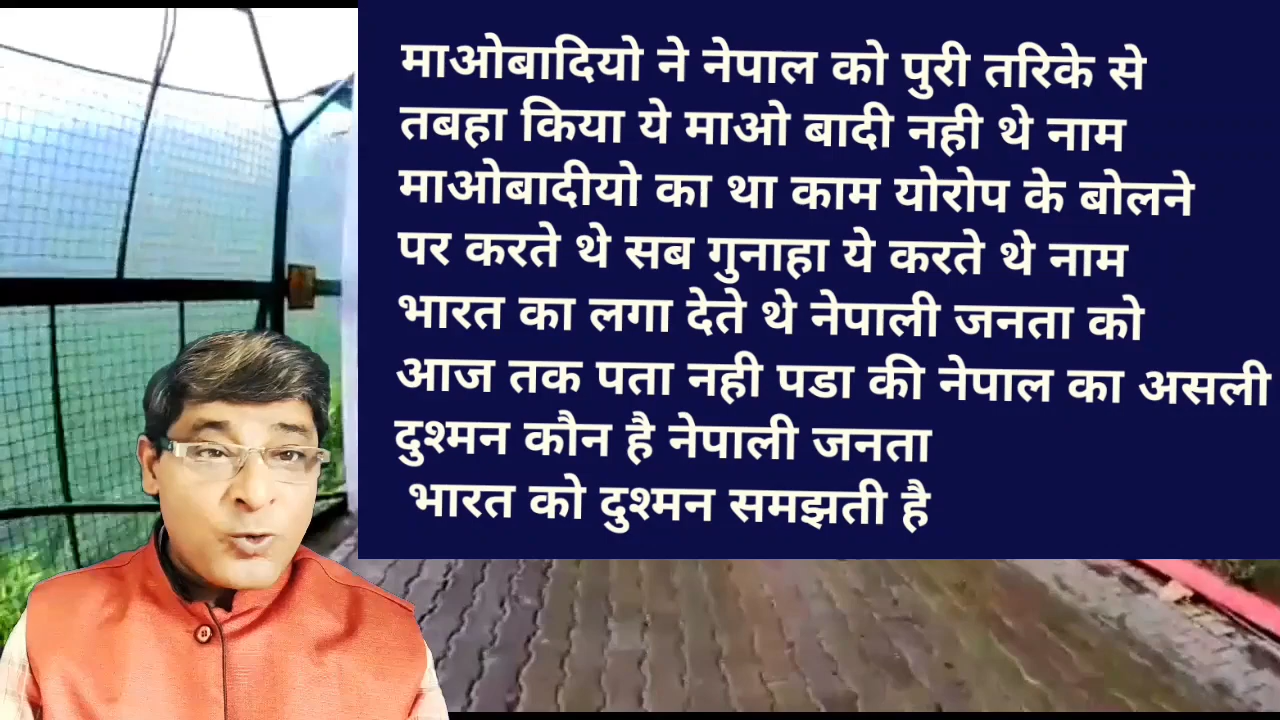 माओबादियो ने नेपाल को पुरी तरिके से
तबहा किया ये माओ बादी नही थे नाम
माओबादीयो का था काम योरोप के बोलने
पर करते थे सब गुनाहा ये करते थे नाम
भारत का लगा देते थे नेपाली जनता को
आज तक पता नही पडा की नेपाल का असली
दुश्मन कौन है नेपाली जनता
भारत को दुश्मन समझती है